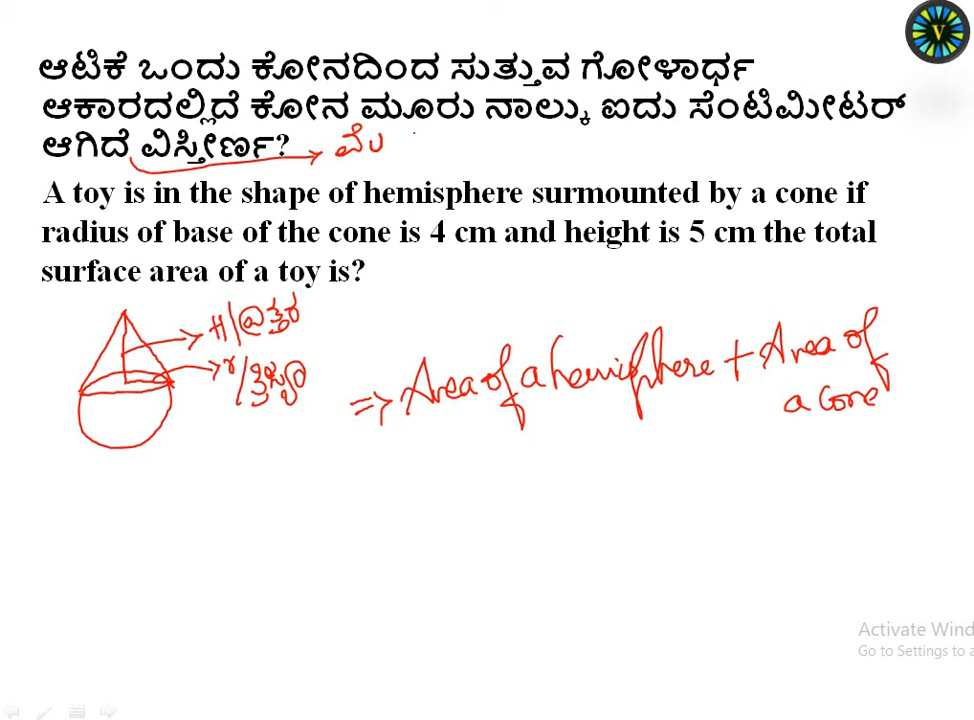 V
ಆಟಿಕೆ ಒಂದು ಕೋನದಿಂದ ಸುತ್ತುವ ಗೋಳಾರ್ಧ
ಆಕಾರದಲ್ಲಿದೆ ಕೋನ ಮೂರು ನಾಲ್ಕು ಐದು ಸೆಂಟಿಮೀಟರ್
ಆಗಿದೆ ವಿಸ್ತೀರ್ಣ?
A toy is in the shape of hemisphere surmounted by a cone if
radius of base of the cone is 4 cm and height is 5 cm the total
surface area of a toy is?
H/
r/
=> Area of a hemisphere + Area of
a cone
Activate Wind
Go to Settings to a